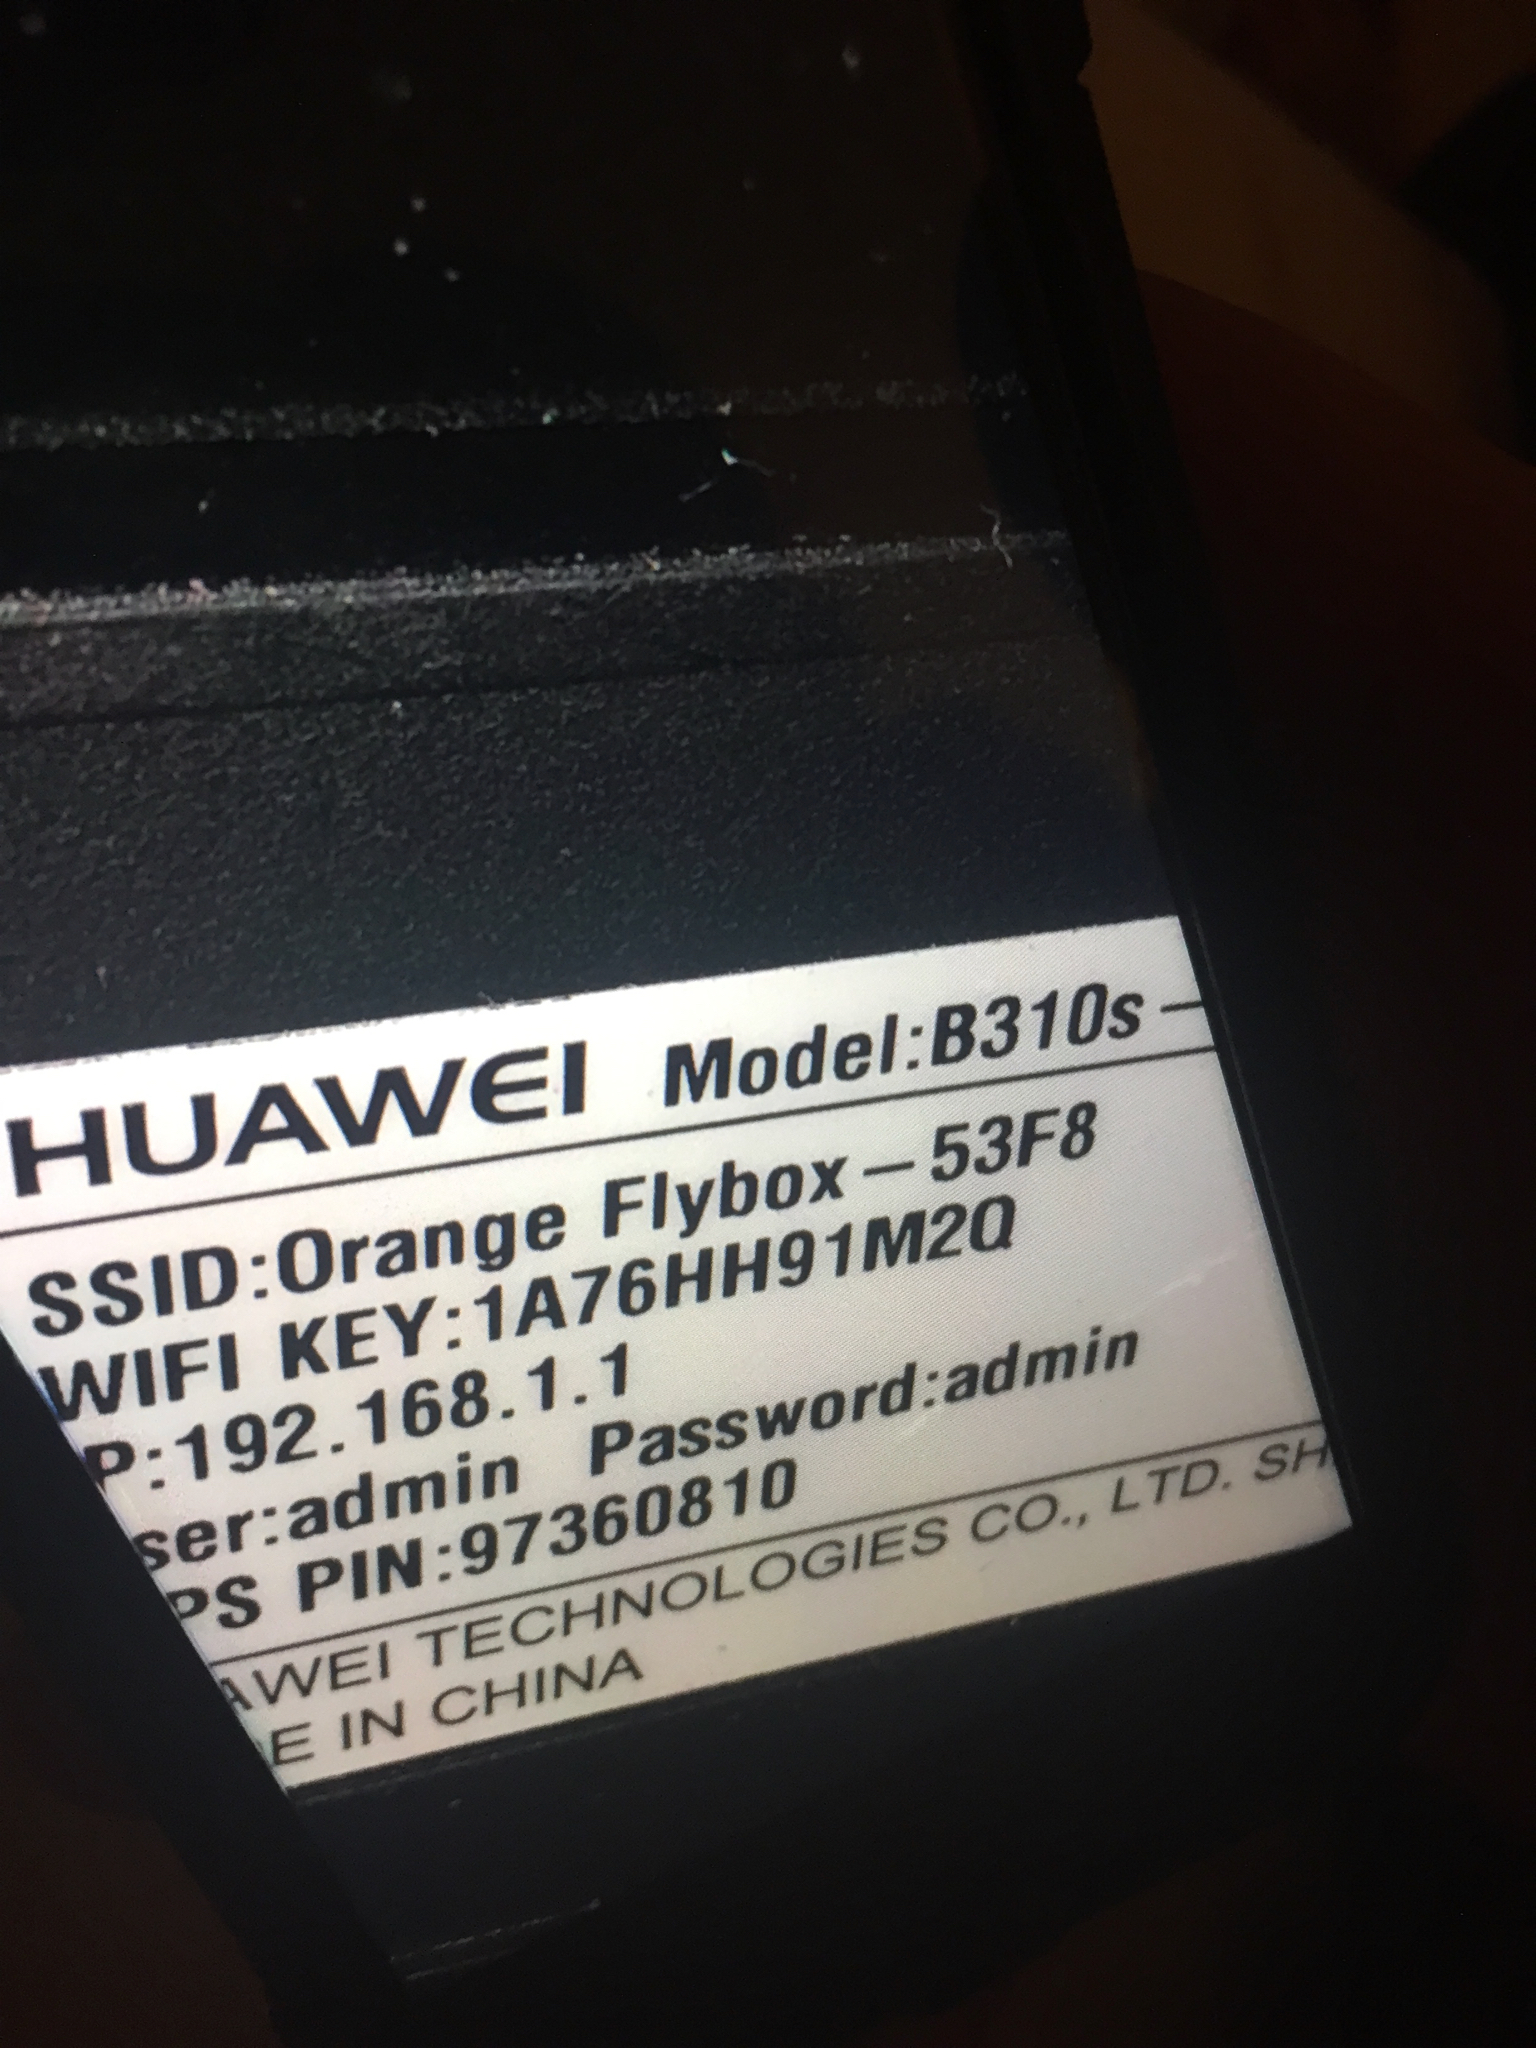 HUAWEI Model:B310s-
SSID:Orange Flybox-53F8
WIFI KEY:1A76HH91M2Q
P:192.168.1.1
ser:admin Password:admin
PS PIN:97360810
AWEI TECHNOLOGIES CO., LTD. SH
E IN CHINA